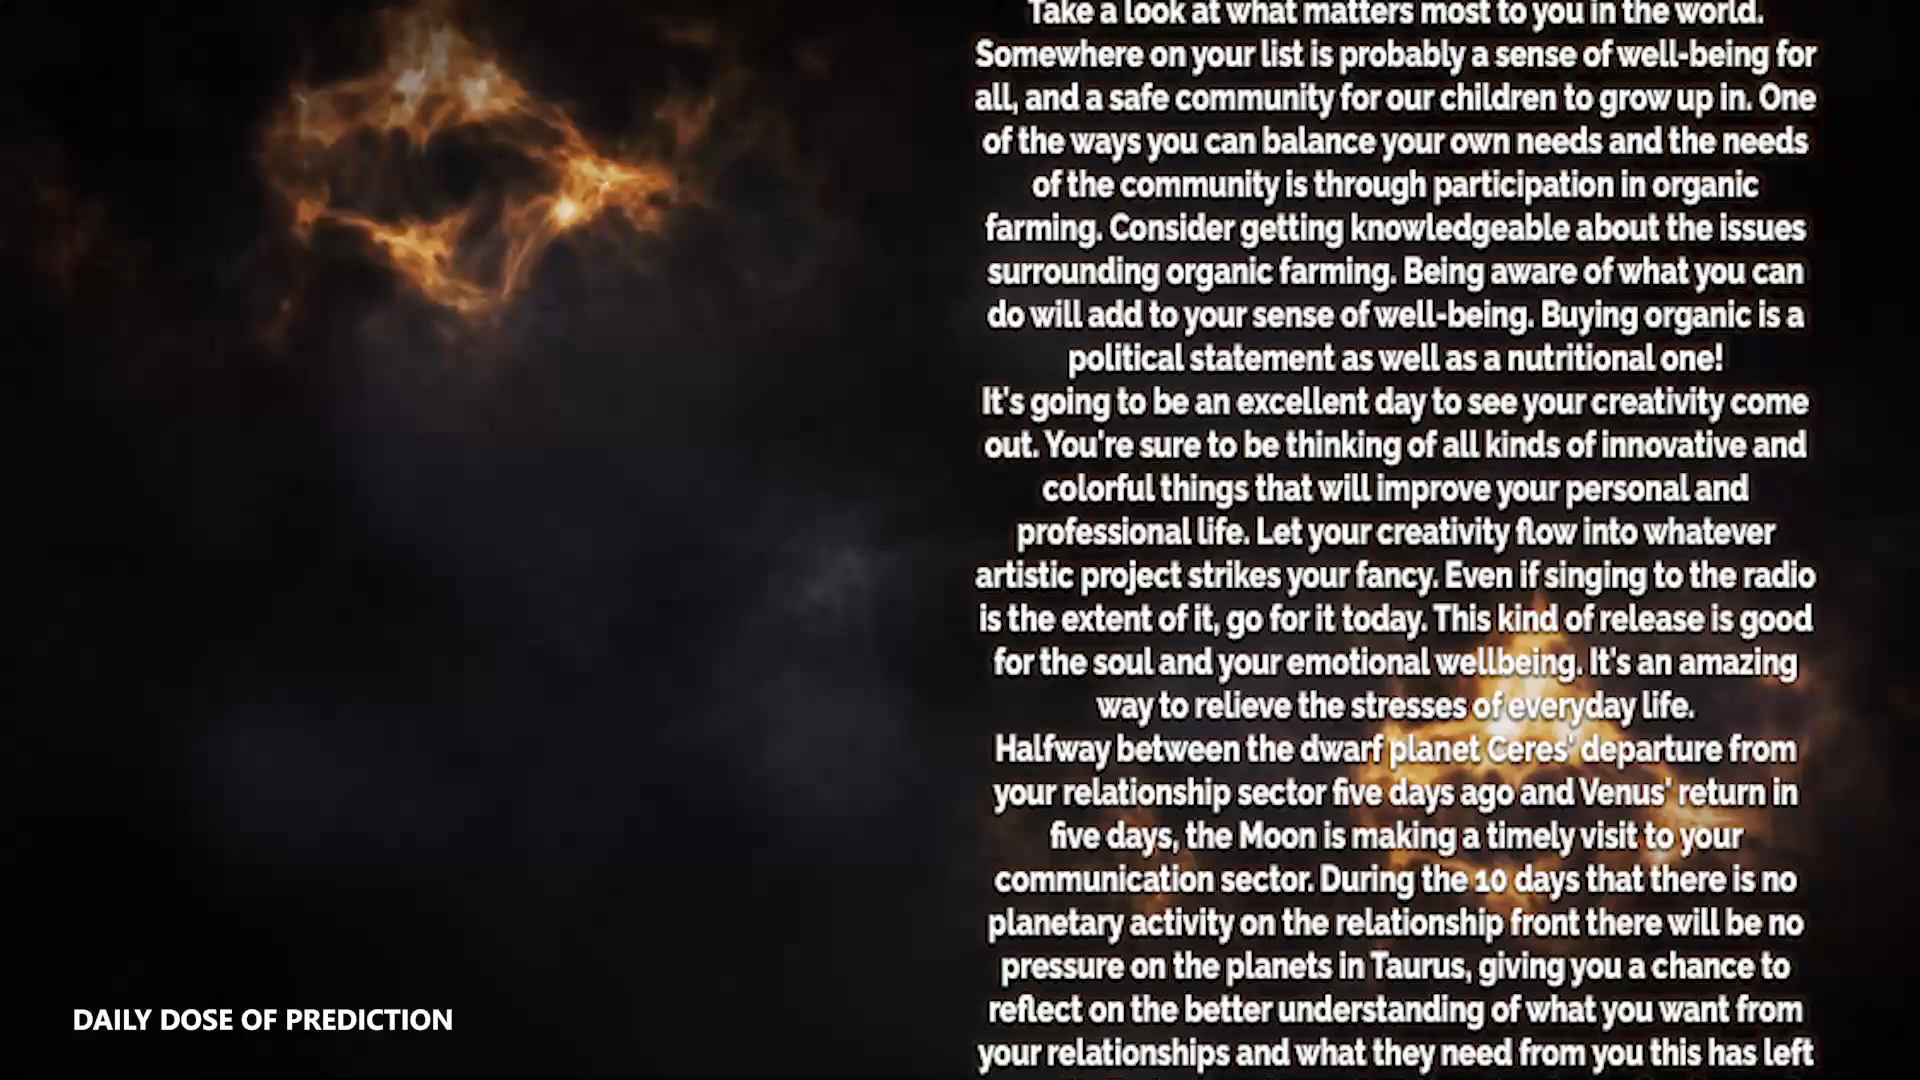 Take a look at what matters most to you in the world.
Somewhere on your list is probably a sense of well-being for
all, and a safe community for our children to grow up in. One
of the ways you can balance your own needs and the needs
of the community is through participation in organic
farming. Consider getting knowledgeable about the issues
surrounding organic farming. Being aware of what you can
do will add to your sense of well-being. Buying organic is a
political statement as well as a nutritional one!
It's going to be an excellent day to see your creativity come
out. You're sure to be thinking of all kinds of innovative and
colorful things that will improve your personal and
professional life. Let your creativity flow into whatever
artistic project strikes your fancy. Even if singing to the radio
is the extent of it, go for it today. This kind of release is good
for the soul and your emotional wellbeing. It's an amazing
way to relieve the stresses of everyday life.
Halfway between the dwarf planet Ceres' departure from
your relationship sector five days ago and Venus' return in
five days, the Moon is making a timely visit to your
communication sector. During the 10 days that there is no
planetary activity on the relationship front there will be no
pressure on the planets in Taurus, giving you a chance to
reflect on the better understanding of what you want from
your relationships and what they need from you this has left
DAILY DOSE OF PREDICTION